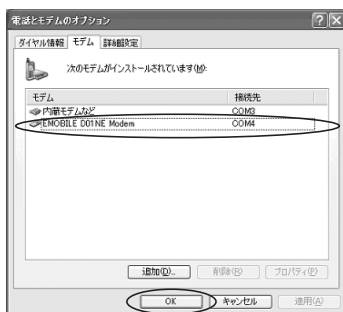 電話とモデムのオプション
ダイヤル情報 モデム 詳細設定
次のモデムがインストールされています(M):
モデム 接続先
内蔵モデムなど COM3
EMOBILE D01NE Modem COM4
追加(D)... 削除(R) プロパティ(P)
OK キャンセル 適用(A)